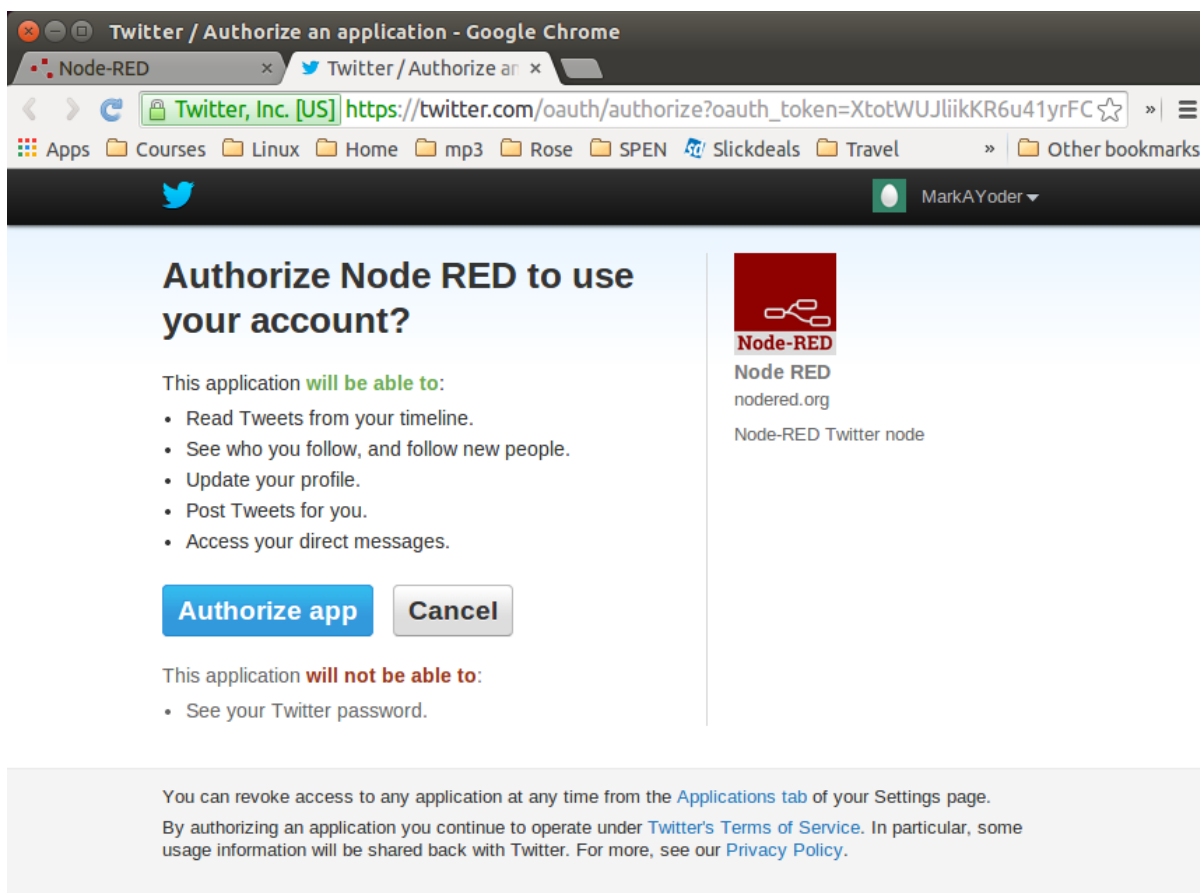 Twitter / Authorize an application - Google Chrome
Node-RED × Twitter / Authorize an ×
Twitter, Inc. [US] https://twitter.com/oauth/authorize?oauth_token=XtotWUJliikKR6u41yrFC »
Apps Courses Linux Home mp3 Rose SPEN Slickdeals Travel » Other bookmarks
MarkAYoder
Authorize Node RED to use
your account?
This application will be able to:
• Read Tweets from your timeline.
• See who you follow, and follow new people.
• Update your profile.
• Post Tweets for you.
• Access your direct messages.
Authorize app Cancel
This application will not be able to:
• See your Twitter password.
Node-RED
Node RED
nodered.org
Node-RED Twitter node
You can revoke access to any application at any time from the Applications tab of your Settings page.
By authorizing an application you continue to operate under Twitter's Terms of Service. In particular, some
usage information will be shared back with Twitter. For more, see our Privacy Policy.